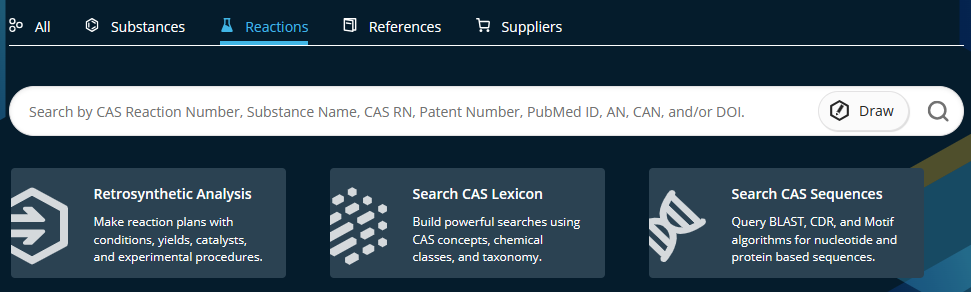 All Substances Reactions References Suppliers
Search by CAS Reaction Number, Substance Name, CAS RN, Patent Number, PubMed ID, AN, CAN, and/or DOI. Draw
Retrosynthetic Analysis
Make reaction plans with
conditions, yields, catalysts,
and experimental procedures.
Search CAS Lexicon
Build powerful searches using
CAS concepts, chemical
classes, and taxonomy.
Search CAS Sequences
Query BLAST, CDR, and Motif
algorithms for nucleotide and
protein based sequences.